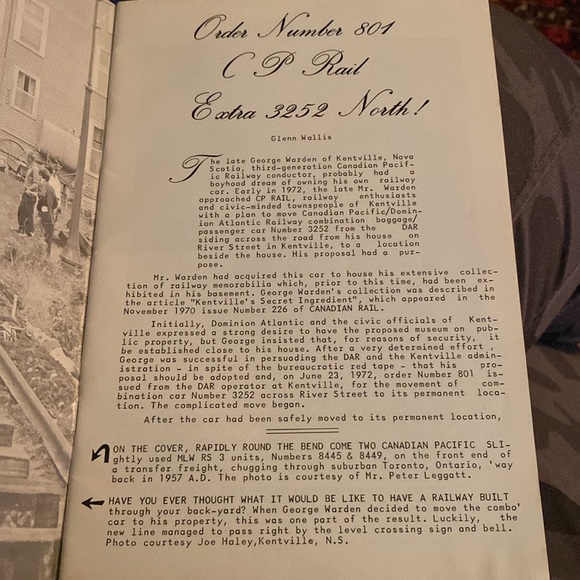 Order Number 801
C P Rail
Extra 3252 North!
Glenn Wallis
The late George Warden of Kentville, Nova
Scotia, third-generation Canadian Pacif-
ic Railway conductor, probably had a
boyhood dream of owning his own railway
car. Early in 1972, the late Mr. Warden
approached CP RAIL, railway enthusiasts
and civic-minded townspeople of Kentville
with a plan to move Canadian Pacific/Domin-
ion Atlantic Railway combination baggage/
passenger car Number 3252 from the DAR
siding across the road from his house on
River Street in Kentville, to a location
beside the house. His proposal had a pur-
pose.
Mr. Warden had acquired this car to house his extensive collec-
tion of railway memorabilia which, prior to this time, had been ex-
hibited in his basement. George Warden's collection was described in
the article "Kentville's Secret Ingredient", which appeared in the
November 1970 issue Number 226 of CANADIAN RAIL.
Initially, Dominion Atlantic and the civic officials of Kent-
ville expressed a strong desire to have the proposed museum on pub-
lic property, but George insisted that, for reasons of security, it
be established close to his house. After a very determined effort ,
George was successful in persuading the DAR and the Kentville admin-
istration - in spite of the bureaucratic red tape - that his pro-
posal should be adopted and, on June 23, 1972, order Number 801 is-
sued from the DAR operator at Kentville, for the movement of com-
bination car Number 3252 across River Street to its permanent loca-
tion. The complicated move began.
After the car had been safely moved to its permanent location,
ON THE COVER, RAPIDLY ROUND THE BEND COME TWO CANADIAN PACIFIC SLI-
ghtly used MLW RS 3 units, Numbers 8445 & 8449, on the front end of
a transfer freight, chugging through suburban Toronto, Ontario, 'way
back in 1957 A.D. The photo is courtesy of Mr. Peter Leggatt.
HAVE YOU EVER THOUGHT WHAT IT WOULD BE LIKE TO HAVE A RAILWAY BUILT
through your back-yard? When George Warden decided to move the combo'
car to his property, this was one part of the result. Luckily, the
new line managed to pass right by the level crossing sign and bell.
Photo courtesy Joe Haley,Kentville, N.S.